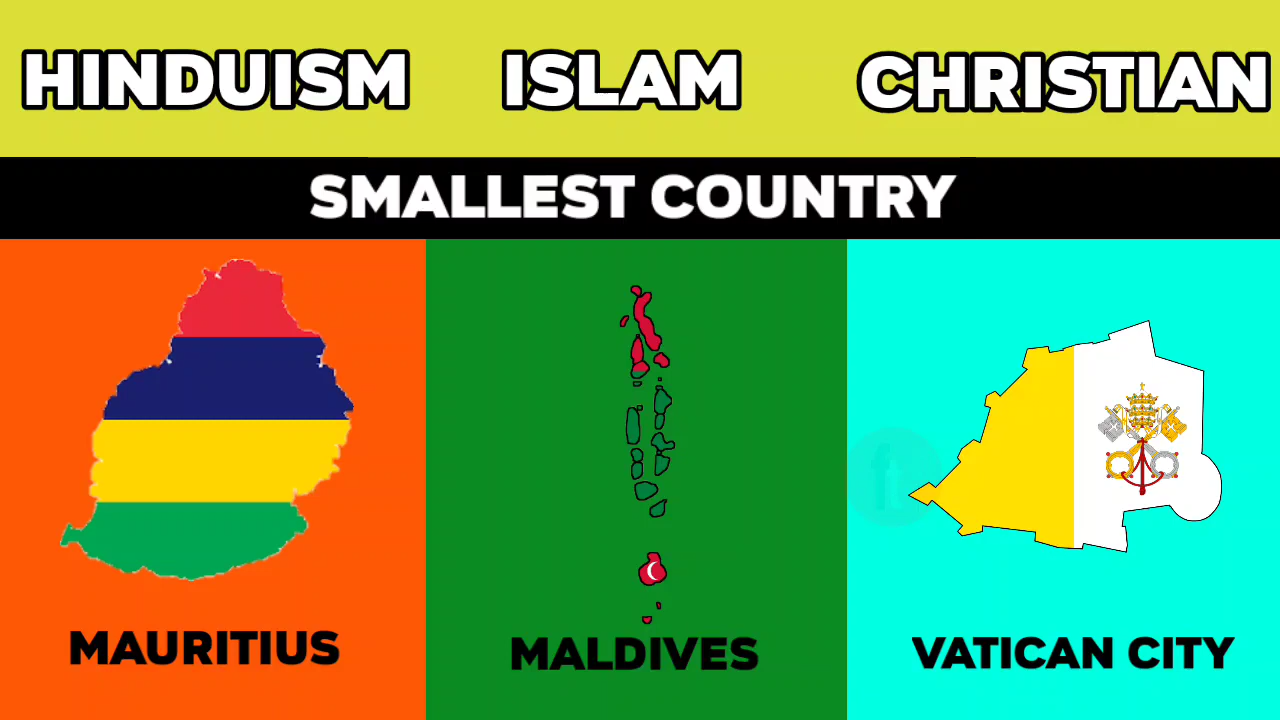 HINDUISM
ISLAM
CHRISTIAN
SMALLEST COUNTRY
MAURITIUS
MALDIVES
VATICAN CITY